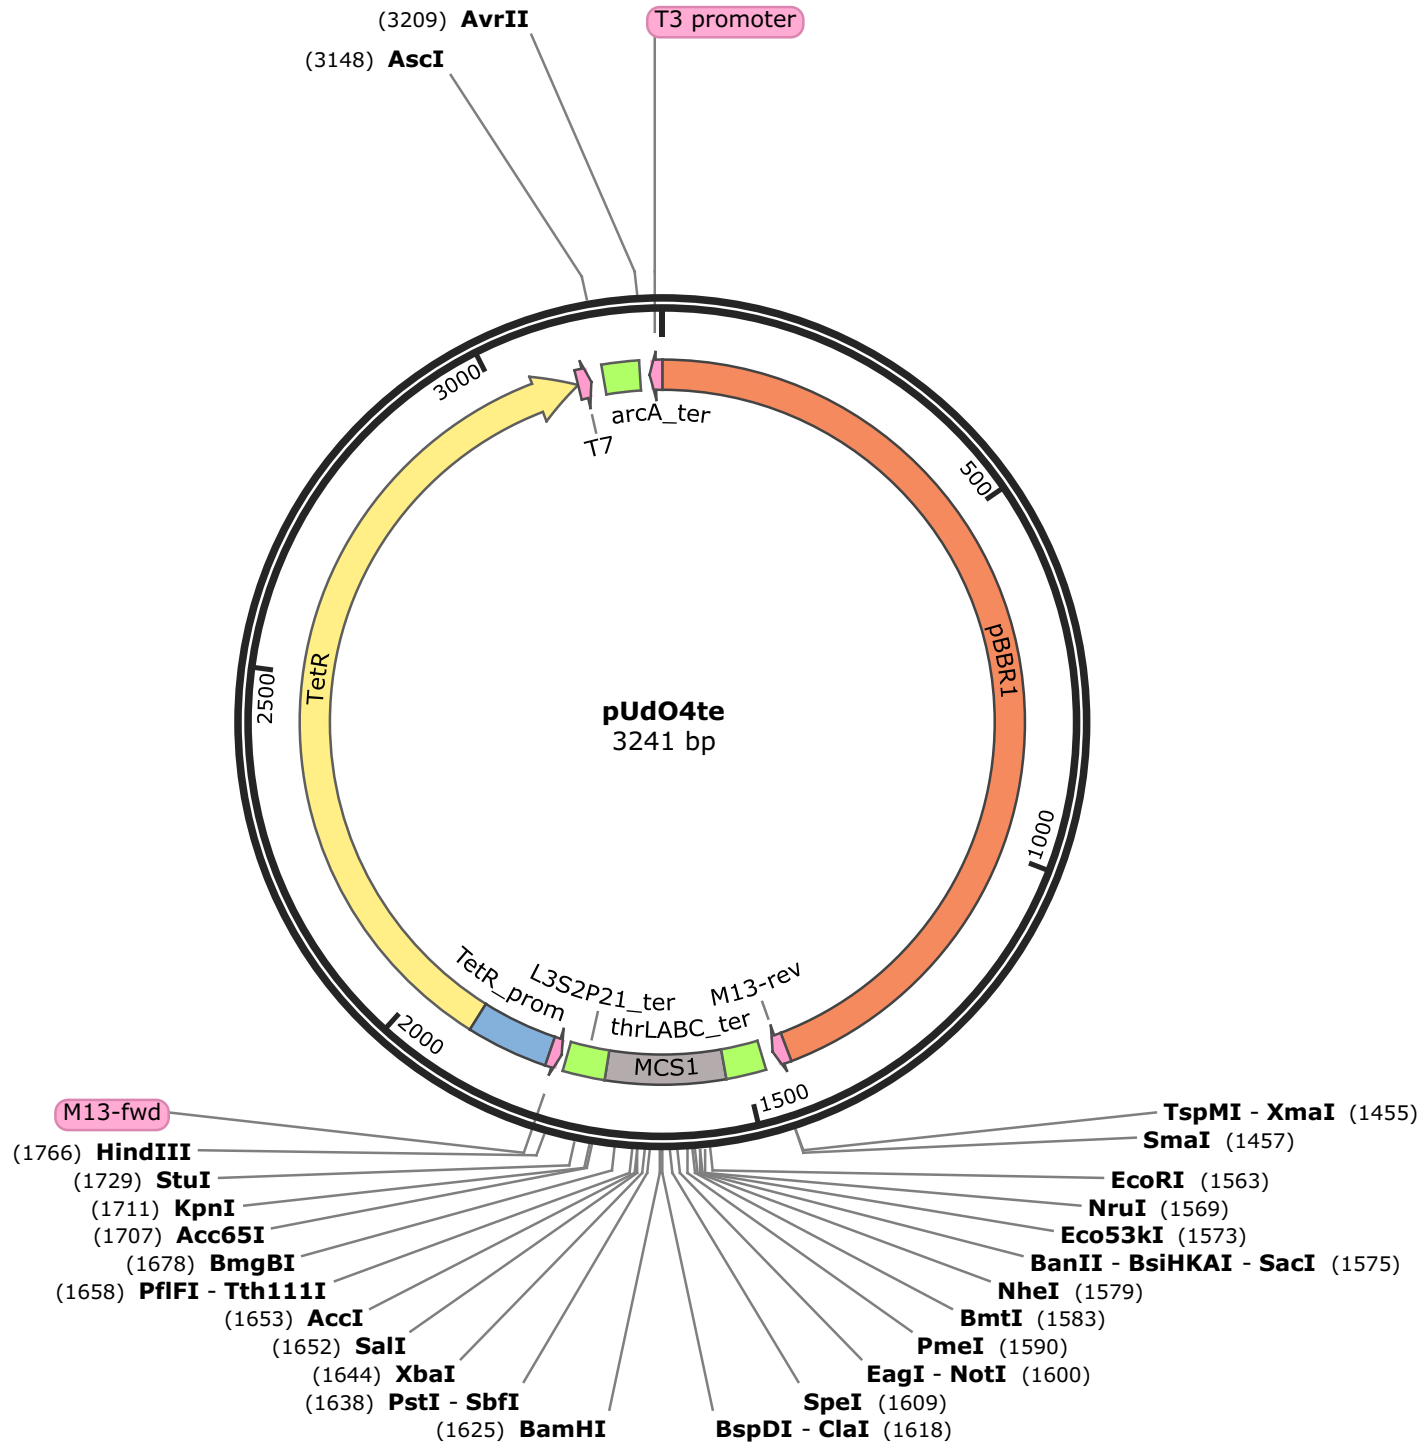 (3209) AvrII
T3 promoter
(3148) AscI
3000
arcA_ter
T7
500
TetR
pBBR1
2500
pUdO4te
3241 bp
1000
TetR_prom
L3S2P21_ter
M13-rev
thrLABC_ter
2000
MCS1
1500
M13-fwd
TspMI - XmaI (1455)
(1766) HindIII
SmaI (1457)
(1729) StuI
EcoRI (1563)
(1711) KpnI
NruI (1569)
(1707) Acc65I
Eco53kI (1573)
(1678) BmgBI
BanII - BsiHKAI - SacI (1575)
(1658) PflFI - Tth111I
NheI (1579)
(1653) AccI
BmtI (1583)
(1652) SalI
PmeI (1590)
(1644) XbaI
EagI - NotI (1600)
(1638) PstI - SbfI
SpeI (1609)
(1625) BamHI
BspDI - ClaI (1618)